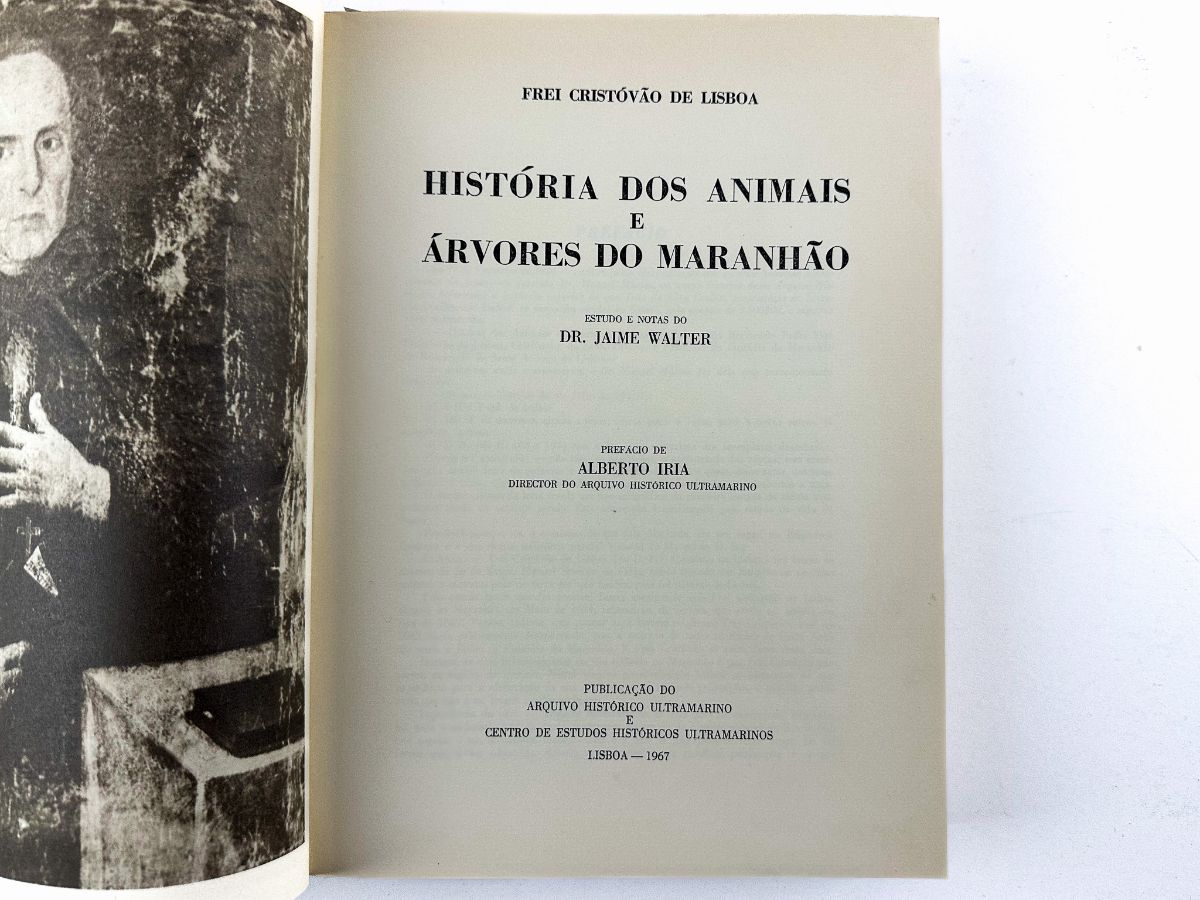 FREI CRISTÓVÃO DE LISBOA
HISTÓRIA DOS ANIMAIS
E
ÁRVORES DO MARANHÃO
ESTUDO E NOTAS DO
DR. JAIME WALTER
PREFÁCIO DE
ALBERTO IRIA
DIRECTOR DO ARQUIVO HISTÓRICO ULTRAMARINO
PUBLICAÇÃO DO
ARQUIVO HISTÓRICO ULTRAMARINO
E
CENTRO DE ESTUDOS HISTÓRICOS ULTRAMARINOS
LISBOA — 1967